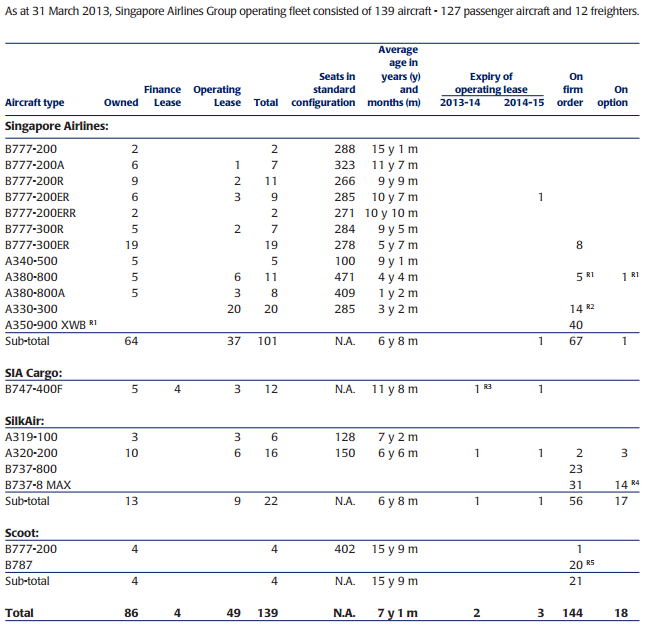 As at 31 March 2013, Singapore Airlines Group operating fleet consisted of 139 aircraft - 127 passenger aircraft and 12 freighters.
Average
age in
Seats in years (y) Expiry of On
Finance Operating standard and operating lease firm On
Aircraft type Owned Lease Lease Total configuration months (m) 2013-14 2014-15 order option
Singapore Airlines:
B777-200 2 2 288 15 y 1 m
B777-200A 6 1 7 323 11 y 7 m
B777-200R 9 2 11 266 9 y 9 m
B777-200ER 6 3 9 285 10 y 7 m 1
B777-200ERR 2 2 271 10 y 10 m
B777-300R 5 2 7 284 9 y 5 m
B777-300ER 19 19 278 5 y 7 m 8
A340-500 5 5 100 9 y 1 m
A380-800 5 6 11 471 4 y 4 m 5 R1 1 R1
A380-800A 5 3 8 409 1 y 2 m
A330-300 20 20 285 3 y 2 m 14 R2
A350-900 XWB R1 40
Sub-total 64 37 101 N.A. 6 y 8 m 1 67 1
SIA Cargo:
B747-400F 5 4 3 12 N.A. 11 y 8 m 1 R3 1
SilkAir:
A319-100 3 3 6 128 7 y 2 m
A320-200 10 6 16 150 6 y 6 m 1 1 2 3
B737-800 23
B737-8 MAX 31 14 R4
Sub-total 13 9 22 N.A. 6 y 8 m 1 1 56 17
Scoot:
B777-200 4 4 402 15 y 9 m 1
B787 20 R5
Sub-total 4 4 N.A. 15 y 9 m 21
Total 86 4 49 139 N.A. 7 y 1 m 2 3 144 18